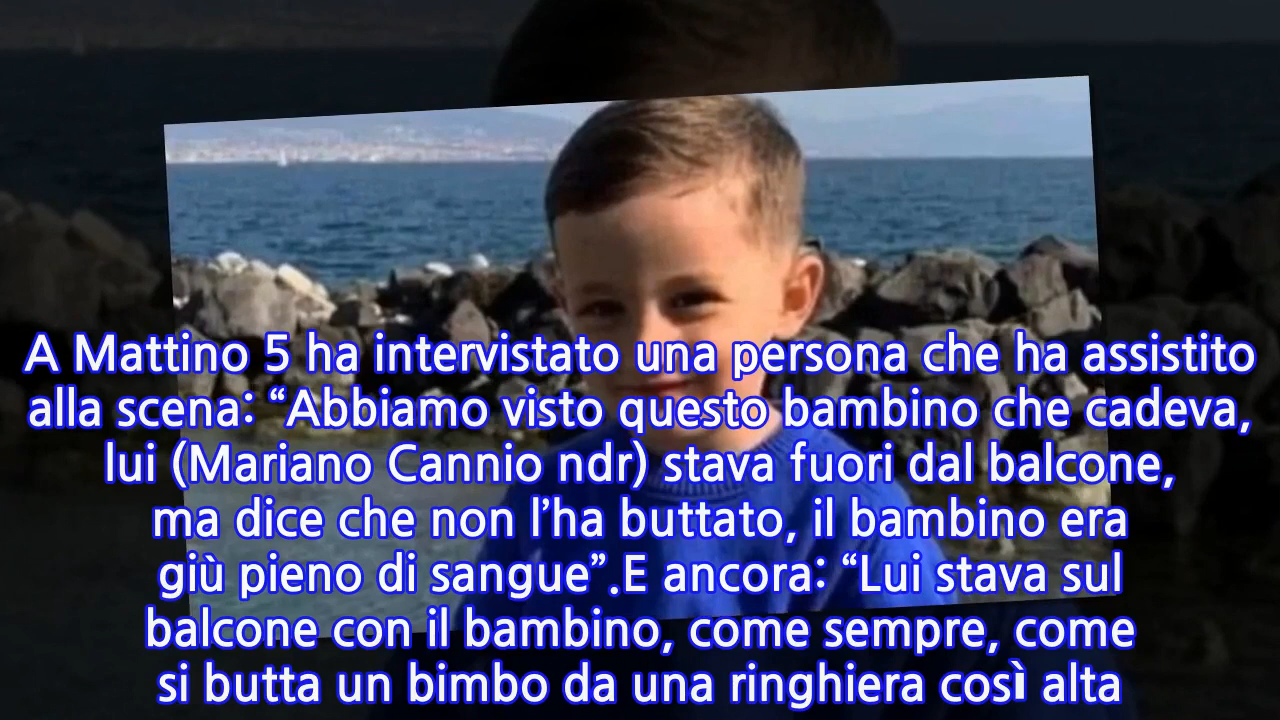 A Mattino 5 ha intervistato una persona che ha assistito
alla scena: “Abbiamo visto questo bambino che cadeva,
lui (Mariano Cannio ndr) stava fuori dal balcone,
ma dice che non l’ha buttato, il bambino era
giù pieno di sangue”.E ancora: “Lui stava sul
balcone con il bambino, come sempre, come
si butta un bimbo da una ringhiera così alta